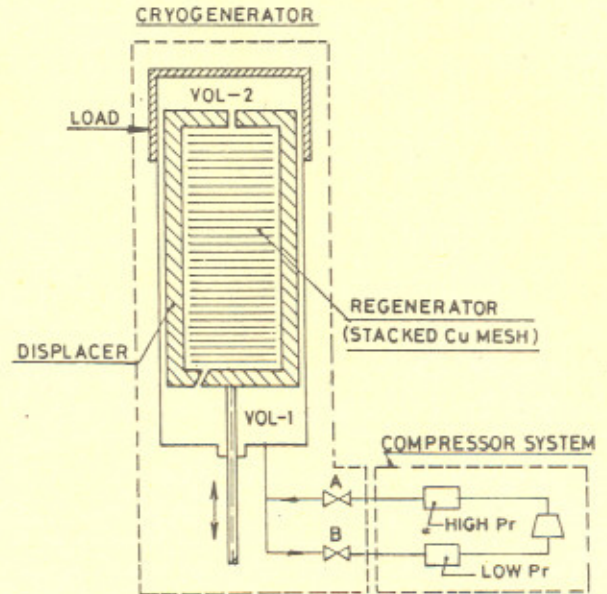 CRYOGENERATOR
VOL-2
LOAD
REGENERATOR
(STACKED Cu MESH)
DISPLACER
VOL-1
COMPRESSOR SYSTEM
A
HIGH Pr
B
LOW Pr